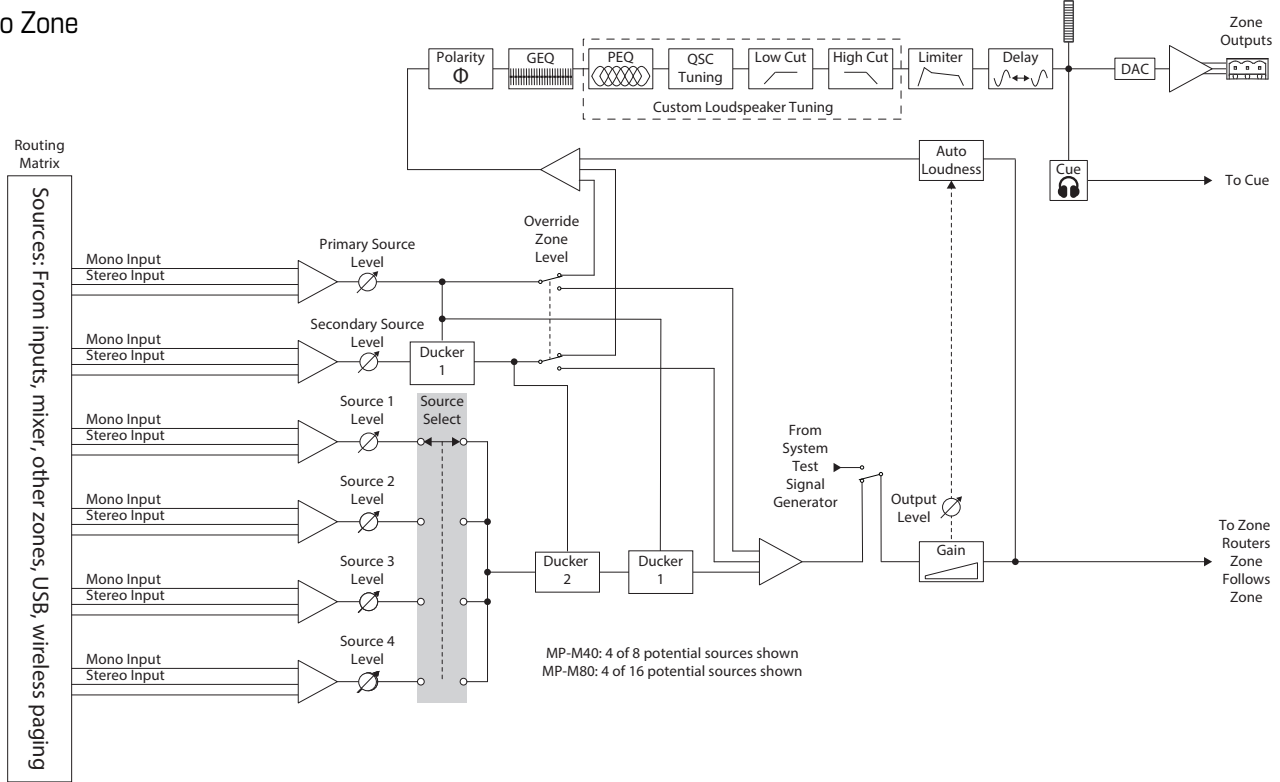 o Zone
Zone
Outputs
Polarity
Φ
GEQ
PEQ
QSC
Tuning
Low Cut
High Cut
Limiter
Delay
DAC
Custom Loudspeaker Tuning
Routing
Matrix
Auto
Loudness
Cue
To Cue
Sources: From inputs, mixer, other zones, USB, wireless paging
Override
Zone
Level
Mono Input
Stereo Input
Primary Source
Level
Mono Input
Stereo Input
Secondary Source
Level
Ducker
1
Mono Input
Stereo Input
Source 1
Level
Source
Select
From
System
Test
Signal
Generator
Mono Input
Stereo Input
Source 2
Level
Output
Level
Ducker
2
Ducker
1
Gain
To Zone
Routers
Zone
Follows
Zone
Mono Input
Stereo Input
Source 3
Level
Mono Input
Stereo Input
Source 4
Level
MP-M40: 4 of 8 potential sources shown
MP-M80: 4 of 16 potential sources shown